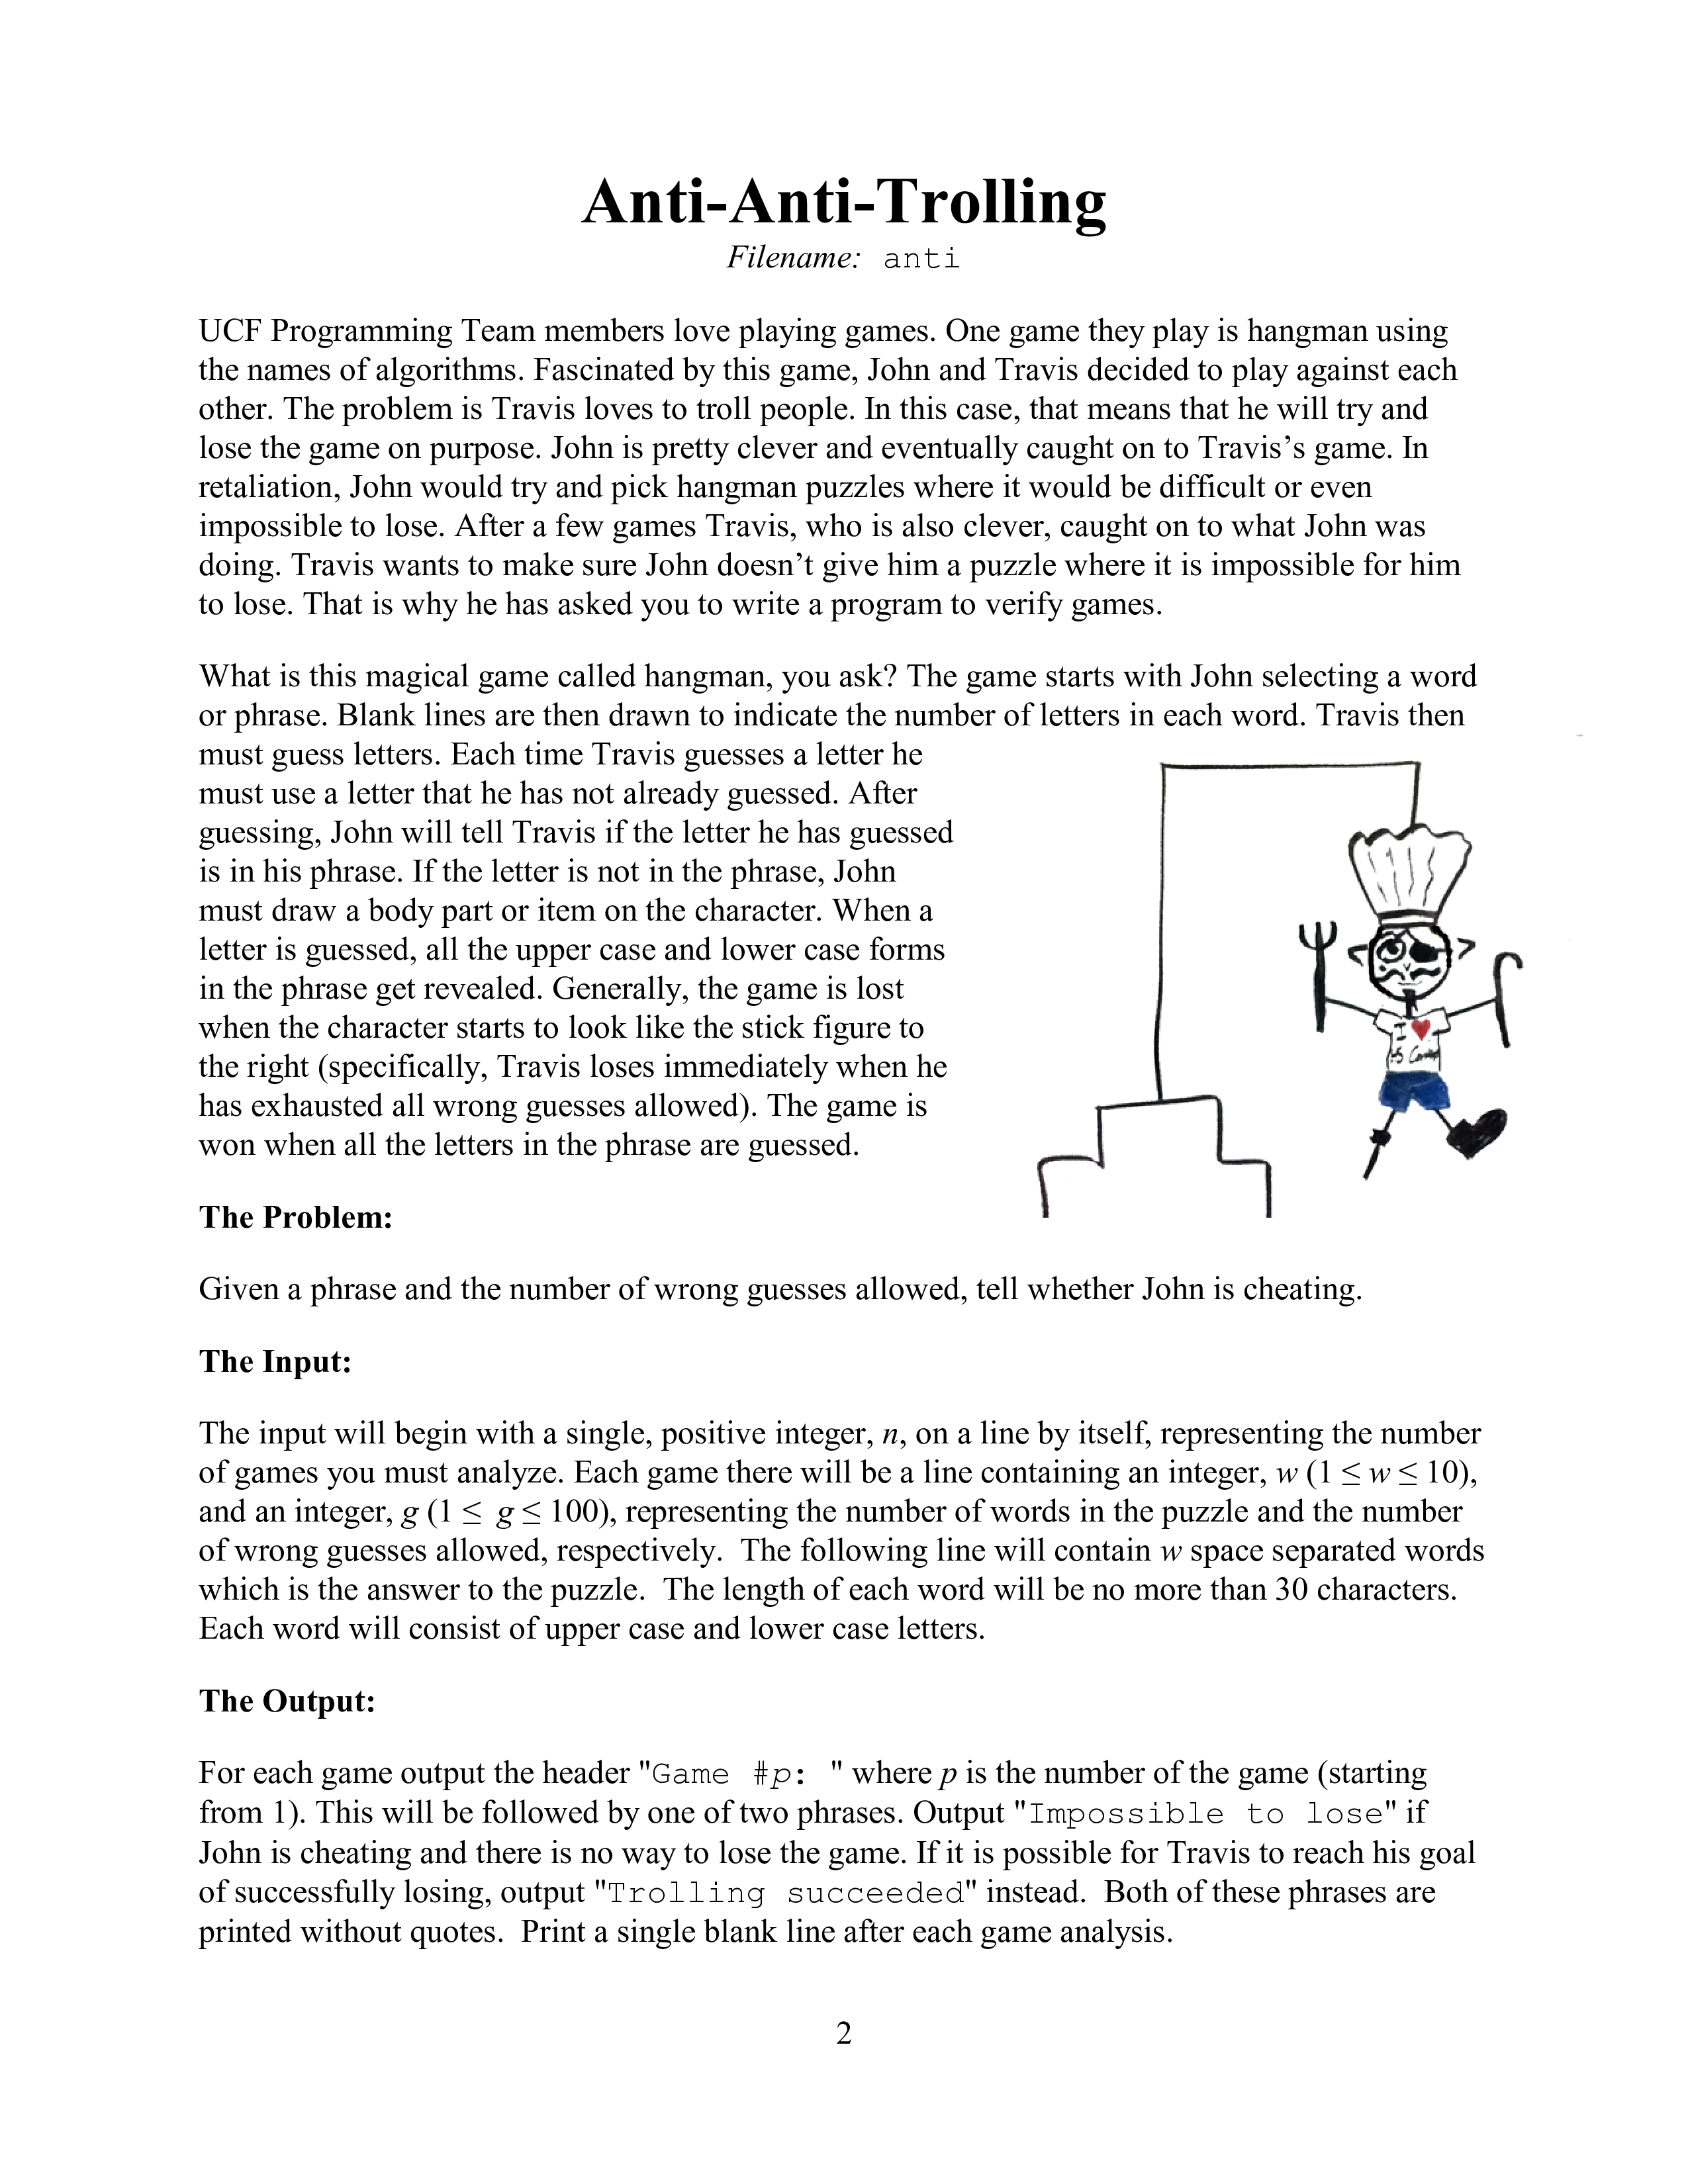 Anti-Anti-Trolling
Filename: anti
UCF Programming Team members love playing games. One game they play is hangman using
the names of algorithms. Fascinated by this game, John and Travis decided to play against each
other. The problem is Travis loves to troll people. In this case, that means that he will try and
lose the game on purpose. John is pretty clever and eventually caught on to Travis’s game. In
retaliation, John would try and pick hangman puzzles where it would be difficult or even
impossible to lose. After a few games Travis, who is also clever, caught on to what John was
doing. Travis wants to make sure John doesn’t give him a puzzle where it is impossible for him
to lose. That is why he has asked you to write a program to verify games.
What is this magical game called hangman, you ask? The game starts with John selecting a word
or phrase. Blank lines are then drawn to indicate the number of letters in each word. Travis then
must guess letters. Each time Travis guesses a letter he
must use a letter that he has not already guessed. After
guessing, John will tell Travis if the letter he has guessed
is in his phrase. If the letter is not in the phrase, John
must draw a body part or item on the character. When a
letter is guessed, all the upper case and lower case forms
in the phrase get revealed. Generally, the game is lost
when the character starts to look like the stick figure to
the right (specifically, Travis loses immediately when he
has exhausted all wrong guesses allowed). The game is
won when all the letters in the phrase are guessed.
I
The Problem:
Given a phrase and the number of wrong guesses allowed, tell whether John is cheating.
The Input:
The input will begin with a single, positive integer, n, on a line by itself, representing the number
of games you must analyze. Each game there will be a line containing an integer, w (1 ≤ w ≤ 10),
and an integer, g (1 ≤ g ≤ 100), representing the number of words in the puzzle and the number
of wrong guesses allowed, respectively. The following line will contain w space separated words
which is the answer to the puzzle. The length of each word will be no more than 30 characters.
Each word will consist of upper case and lower case letters.
The Output:
For each game output the header "Game #p: " where p is the number of the game (starting
from 1). This will be followed by one of two phrases. Output "Impossible to lose" if
John is cheating and there is no way to lose the game. If it is possible for Travis to reach his goal
of successfully losing, output "Trolling succeeded" instead. Both of these phrases are
printed without quotes. Print a single blank line after each game analysis.
2